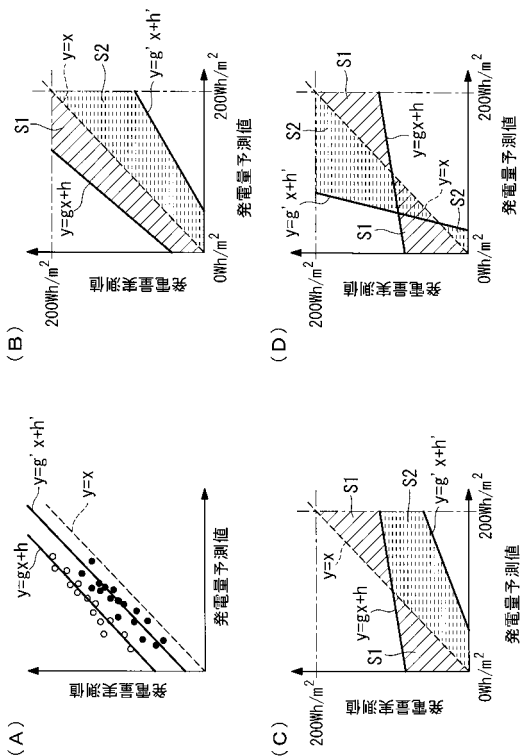 (A)
発電量実測値
y=gx+h
y=g' x+h'
y=x
発電量予測値
(B)
200Wh/m²
発電量実測値
y=gx+h
S1
y=x
S2
y=g' x+h'
0Wh/m²
200Wh/m²
発電量予測値
(C)
200Wh/m²
発電量実測値
y=x
S1
y=gx+h
S1
S2
y=g' x+h'
0Wh/m²
200Wh/m²
発電量予測値
(D)
200Wh/m²
発電量実測値
y=g' x+h'
S2
S1
y=gx+h
S1
y=x
S2
0Wh/m²
200Wh/m²
発電量予測値